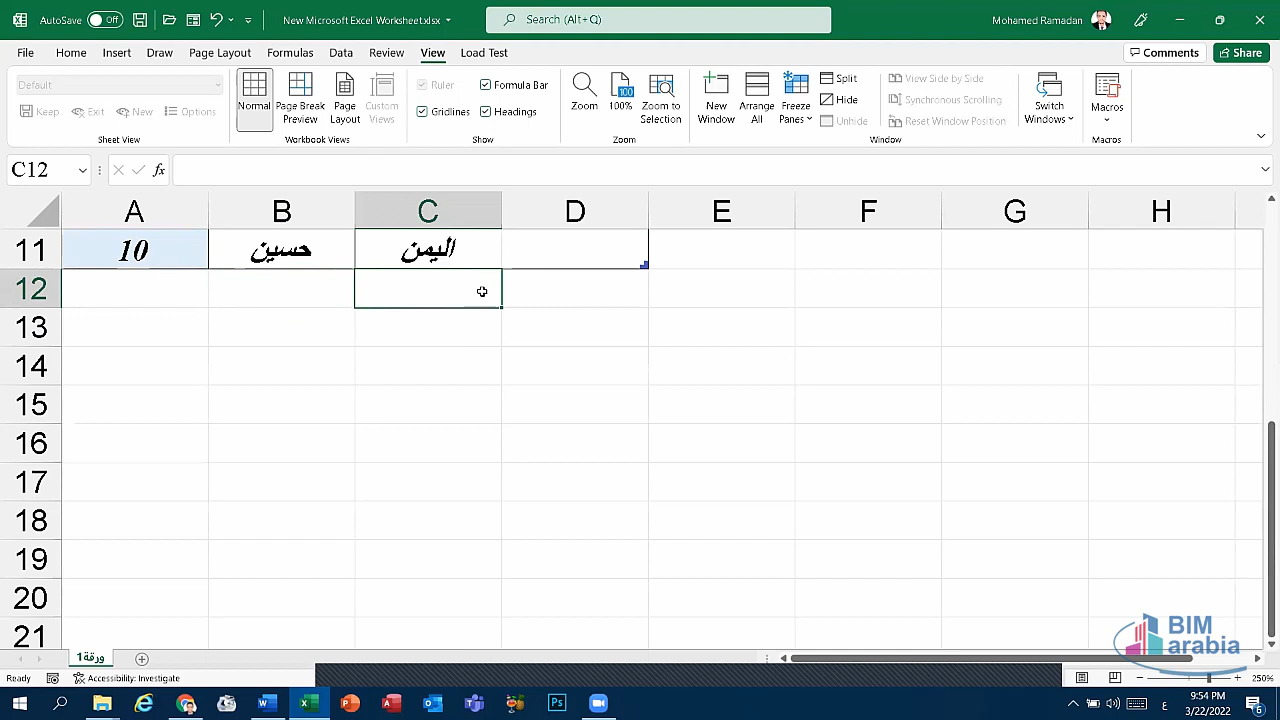 AutoSave Off New Microsoft Excel Worksheet.xlsx Search (Alt+Q) Mohamed Ramadan
File Home Insert Draw Page Layout Formulas Data Review View Load Test Comments Share
Default
Keep Exit New Options
Sheet View
Normal Page Break Preview Page Layout Custom Views
Workbook Views
Ruler Formula Bar
Gridlines Headings
Show
Zoom 100% Zoom to Selection
Zoom
New Window Arrange All Freeze Panes
Split
Hide
Unhide
View Side by Side
Synchronous Scrolling
Reset Window Position
Switch Windows
Window
Macros
Macros
C12 fx
A B C D E F G H
11 10 حسين اليمن
12
13
14
15
16
17
18
19
20
21
BIM
arabia
ورقة1
Ready Accessibility: Investigate 250%
9:54 PM
ع
3/22/2022
6